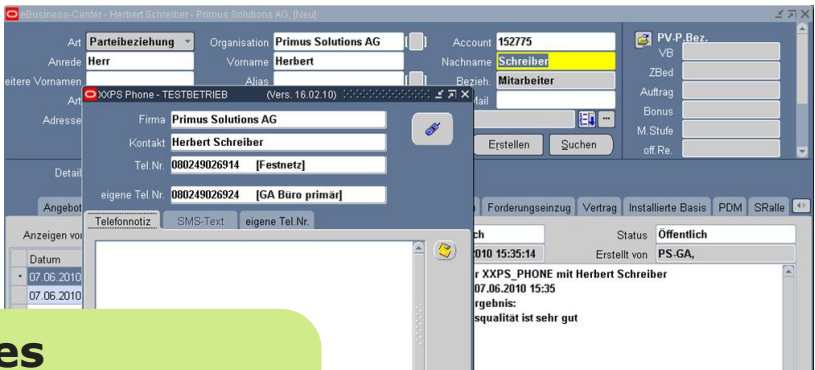 eBusiness-Center - Herbert Schreiber - Primus Solutions AG, [Neu]
Art Parteibeziehung Organisation Primus Solutions AG [ ] Account 152775 PV-P.Bez.
Anrede Herr Vorname Herbert Nachname Schreiber VB
eitere Vornamen Alias [ ] Bezieh. Mitarbeiter ZBed
Art Mail Auftrag
Adresse Bonus
Erstellen Suchen M.Stufe
off.Re.
Detail
XXPS Phone - TESTBETRIEB (Vers. 16.02.10)
Firma Primus Solutions AG
Kontakt Herbert Schreiber
Tel.Nr. 080249026914 [Festnetz]
eigene Tel.Nr. 080249026924 [GA Büro primär]
Telefonnotiz SMS-Text eigene Tel.Nr.
Angebot Forderungseinzug Vertrag Installierte Basis PDM SRalle
Anzeigen von ch Status Öffentlich
Datum 010 15:35:14 Erstellt von PS-GA,
07.06.2010 r XXPS_PHONE mit Herbert Schreiber
07.06.2010 07.06.2010 15:35
rgebnis:
squalität ist sehr gut
es